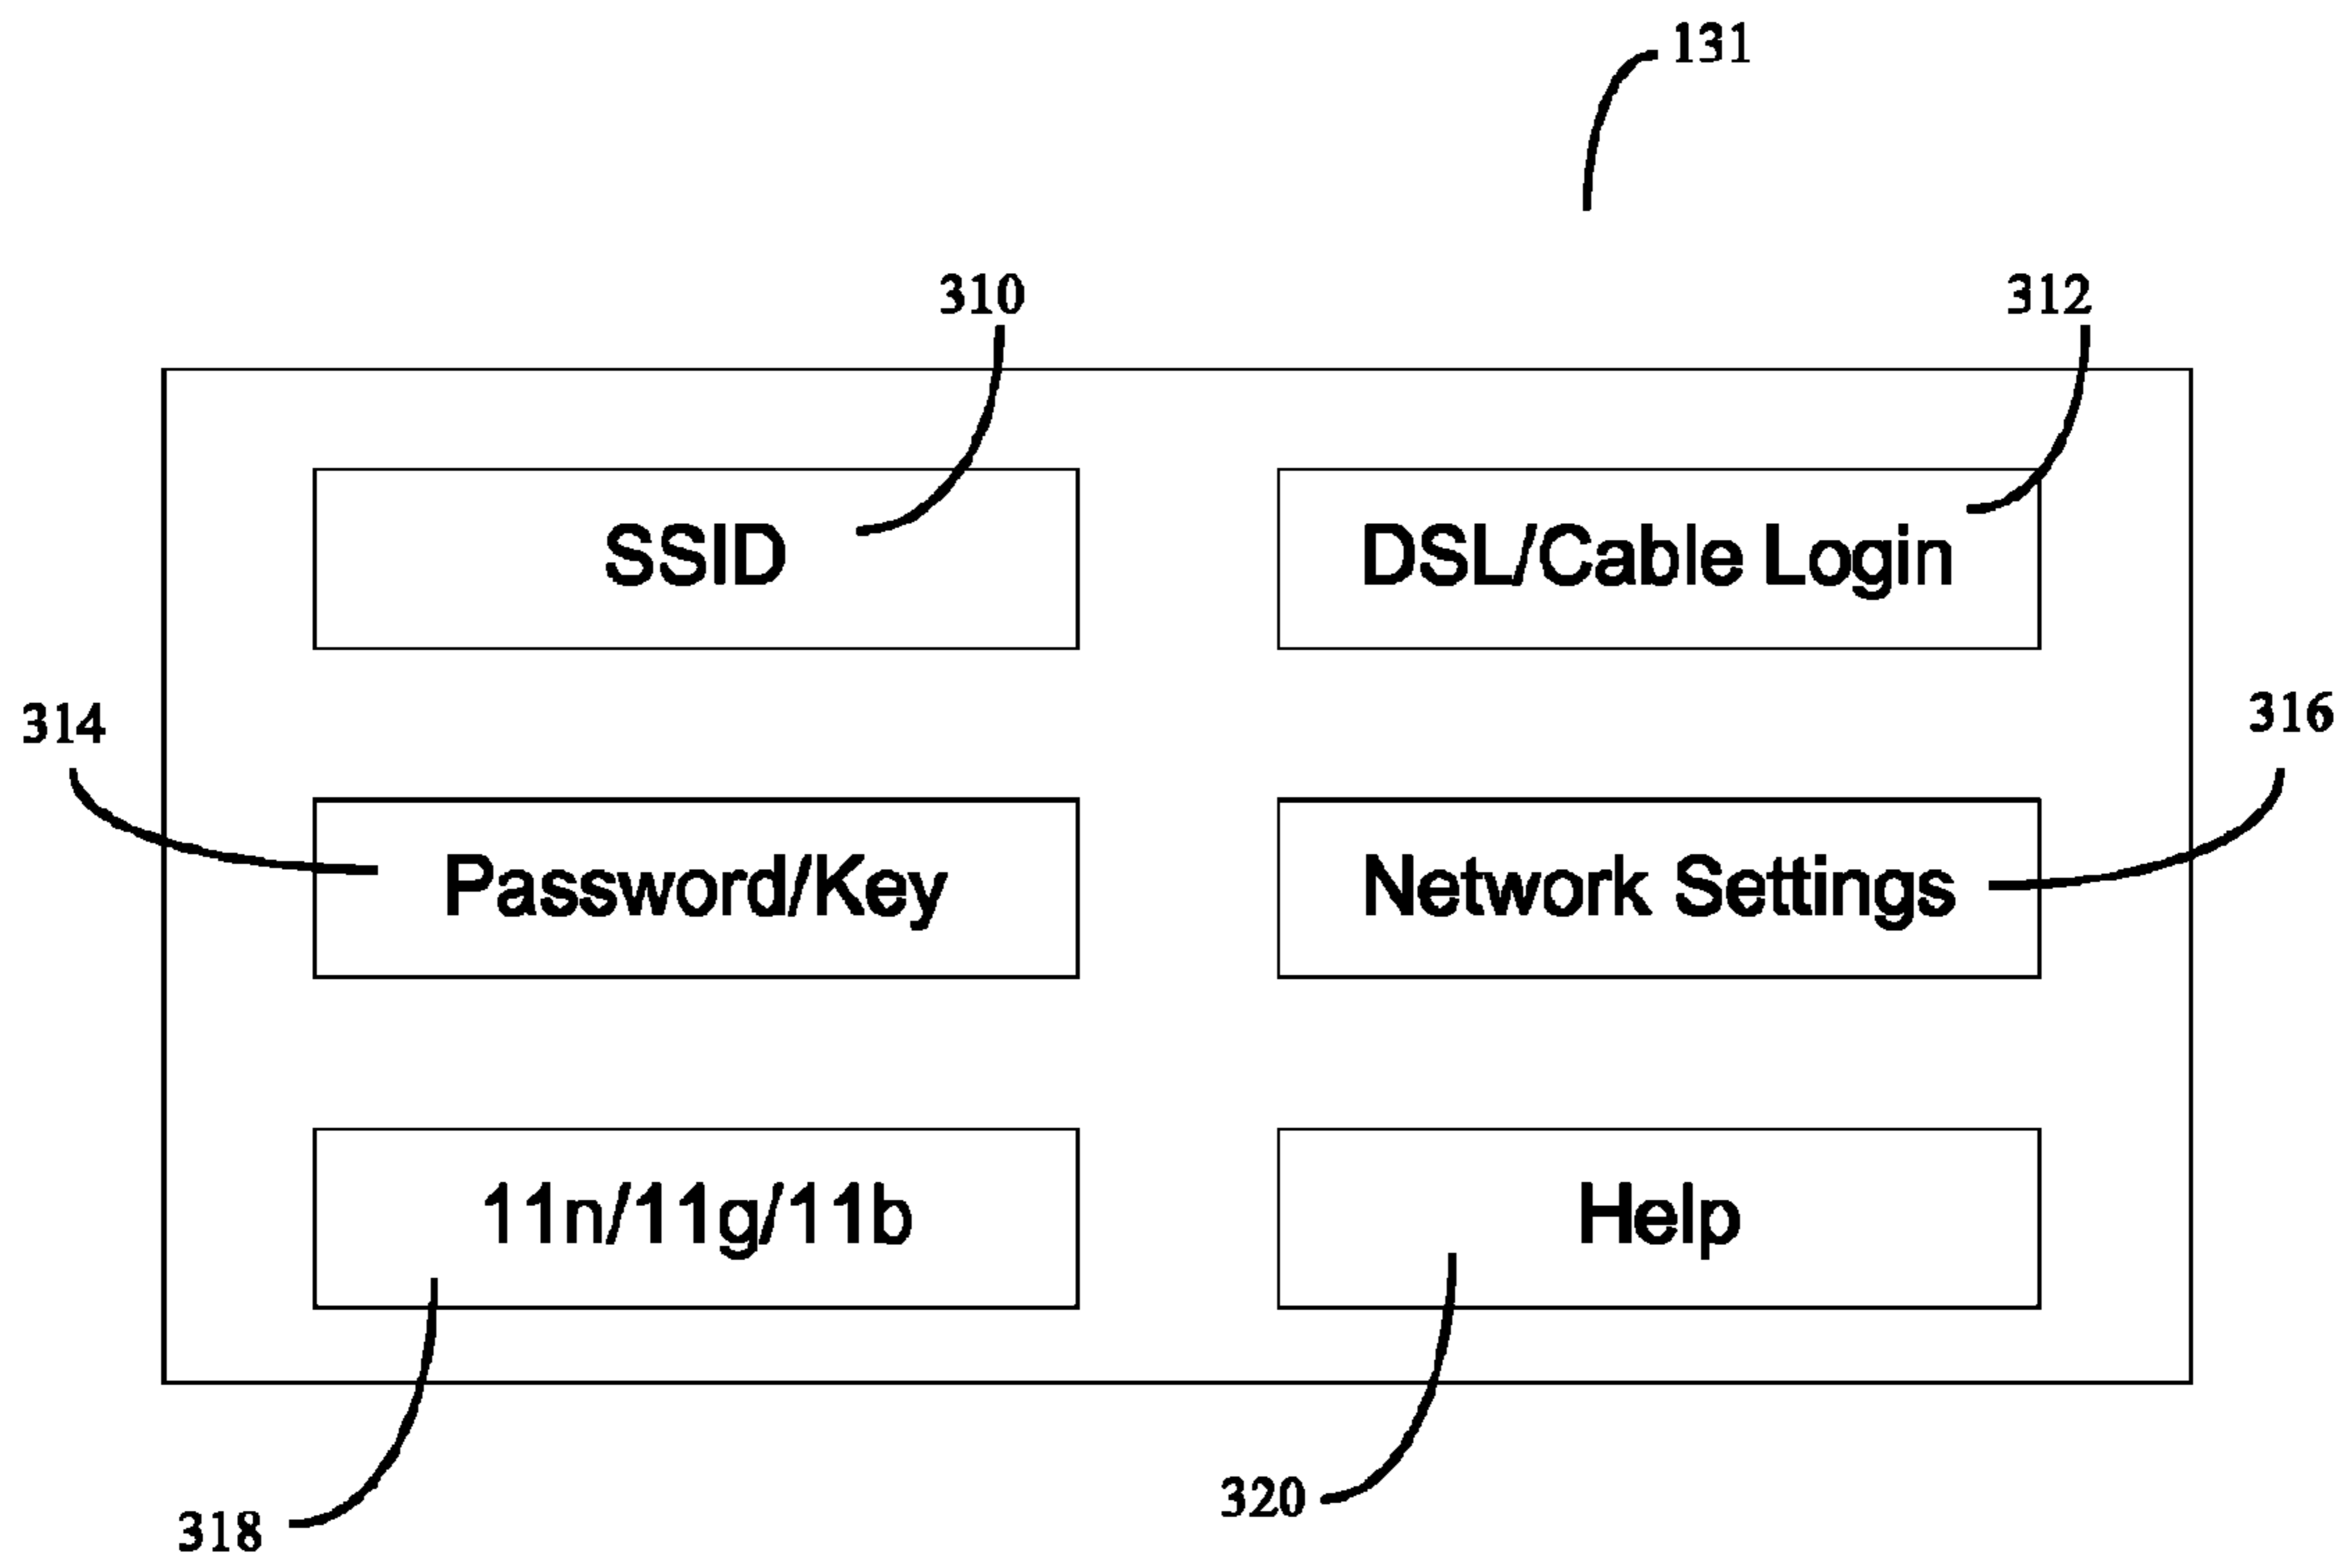 131
310
312
SSID
DSL/Cable Login
314
316
Password/Key
Network Settings
11n/11g/11b
Help
318
320